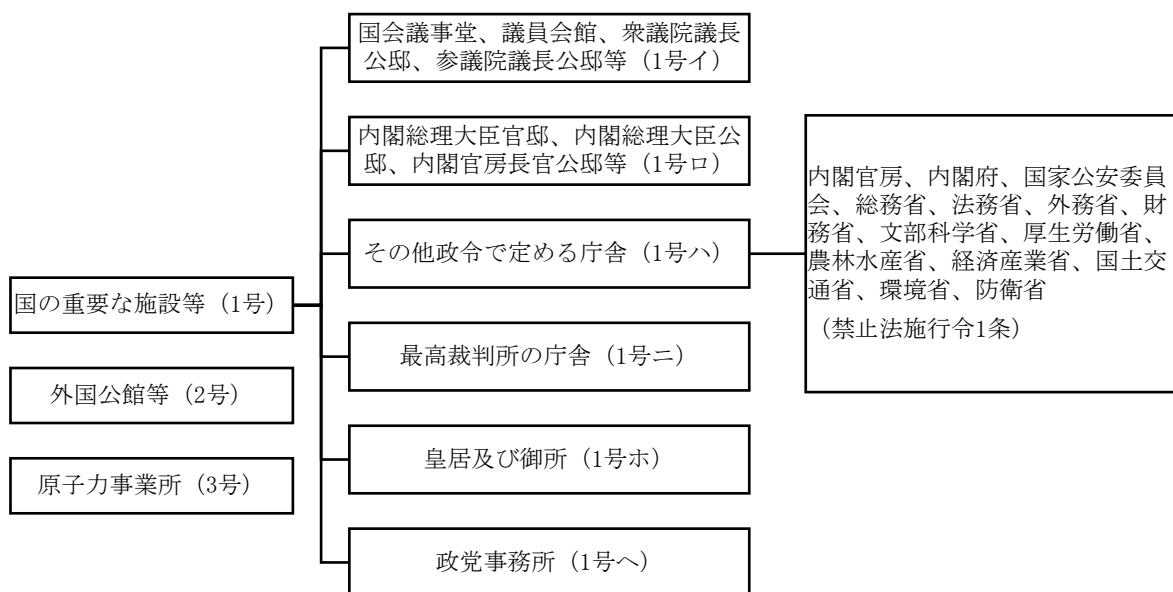 国会議事堂、議員会館、衆議院議長
公邸、参議院議長公邸等（1号イ）
内閣総理大臣官邸、内閣総理大臣公
邸、内閣官房長官公邸等（1号ロ）
その他政令で定める庁舎（1号ハ）
内閣官房、内閣府、国家公安委員
会、総務省、法務省、外務省、財
務省、文部科学省、厚生労働省、
農林水産省、経済産業省、国土交
通省、環境省、防衛省
（禁止法施行令1条）
国の重要な施設等（1号）
最高裁判所の庁舎（1号ニ）
外国公館等（2号）
皇居及び御所（1号ホ）
原子力事業所（3号）
政党事務所（1号ヘ）